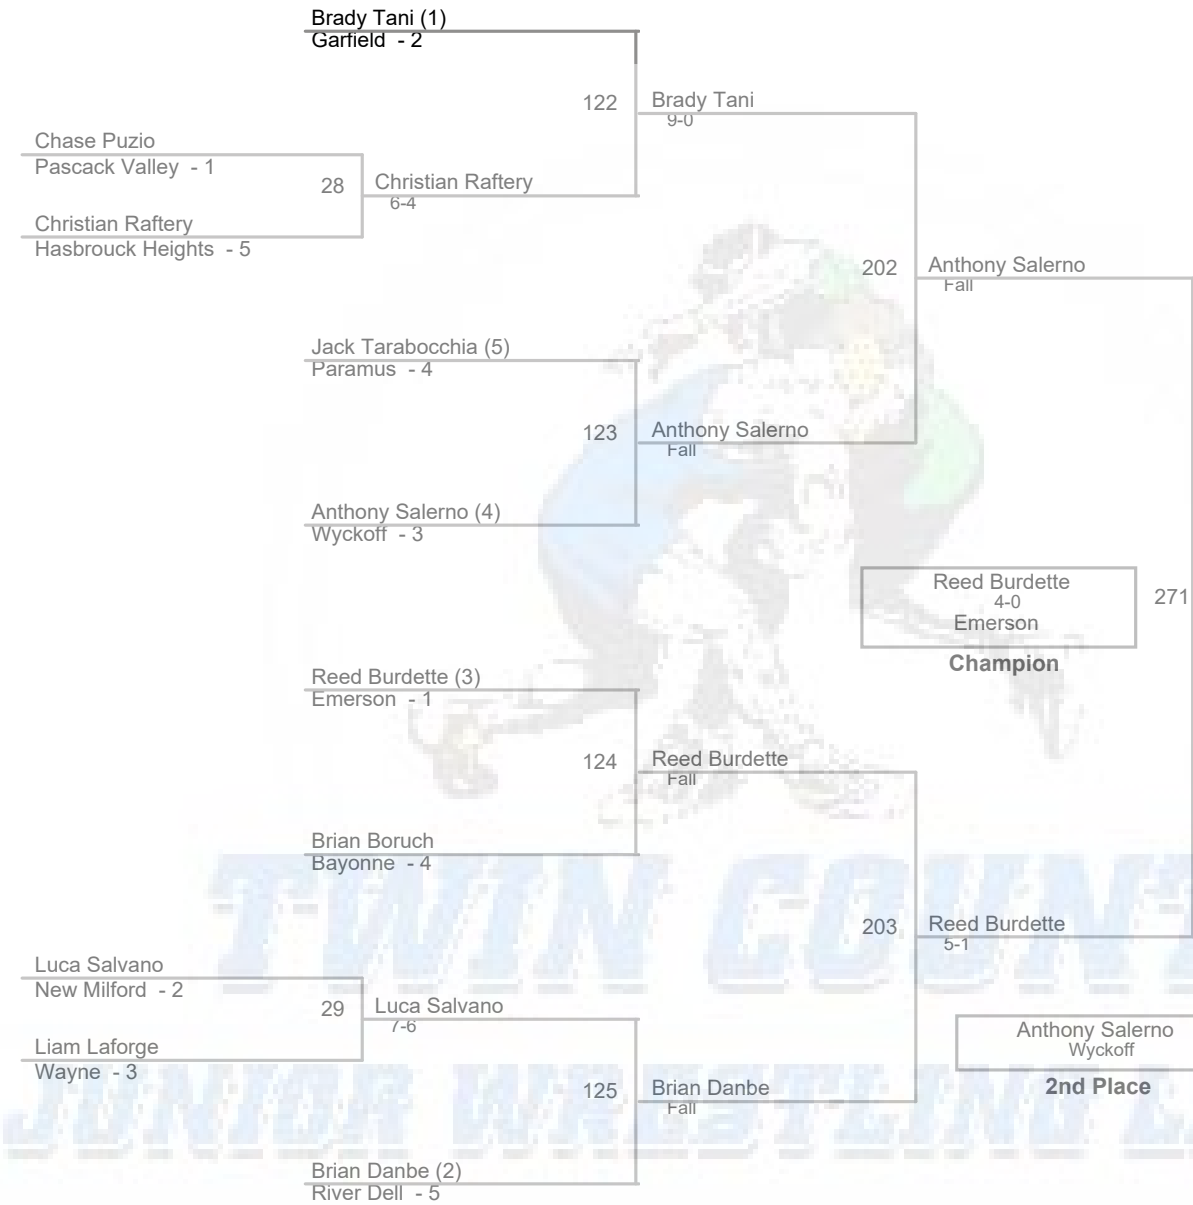 Brady Tani (1)
Garfield - 2
122
Brady Tani
9-0
Chase Puzio
Pascack Valley - 1
28
Christian Raftery
6-4
Christian Raftery
Hasbrouck Heights - 5
202
Anthony Salerno
Fall
Jack Tarabocchia (5)
Paramus - 4
123
Anthony Salerno
Fall
Anthony Salerno (4)
Wyckoff - 3
Reed Burdette
4-0
Emerson
271
Champion
Reed Burdette (3)
Emerson - 1
124
Reed Burdette
Fall
Brian Boruch
Bayonne - 4
203
Reed Burdette
5-1
Luca Salvano
New Milford - 2
29
Luca Salvano
7-6
Liam Laforge
Wayne - 3
Anthony Salerno
Wyckoff
2nd Place
125
Brian Danbe
Fall
Brian Danbe (2)
River Dell - 5
TWIN COUNT
JUNIOR WRESTLING